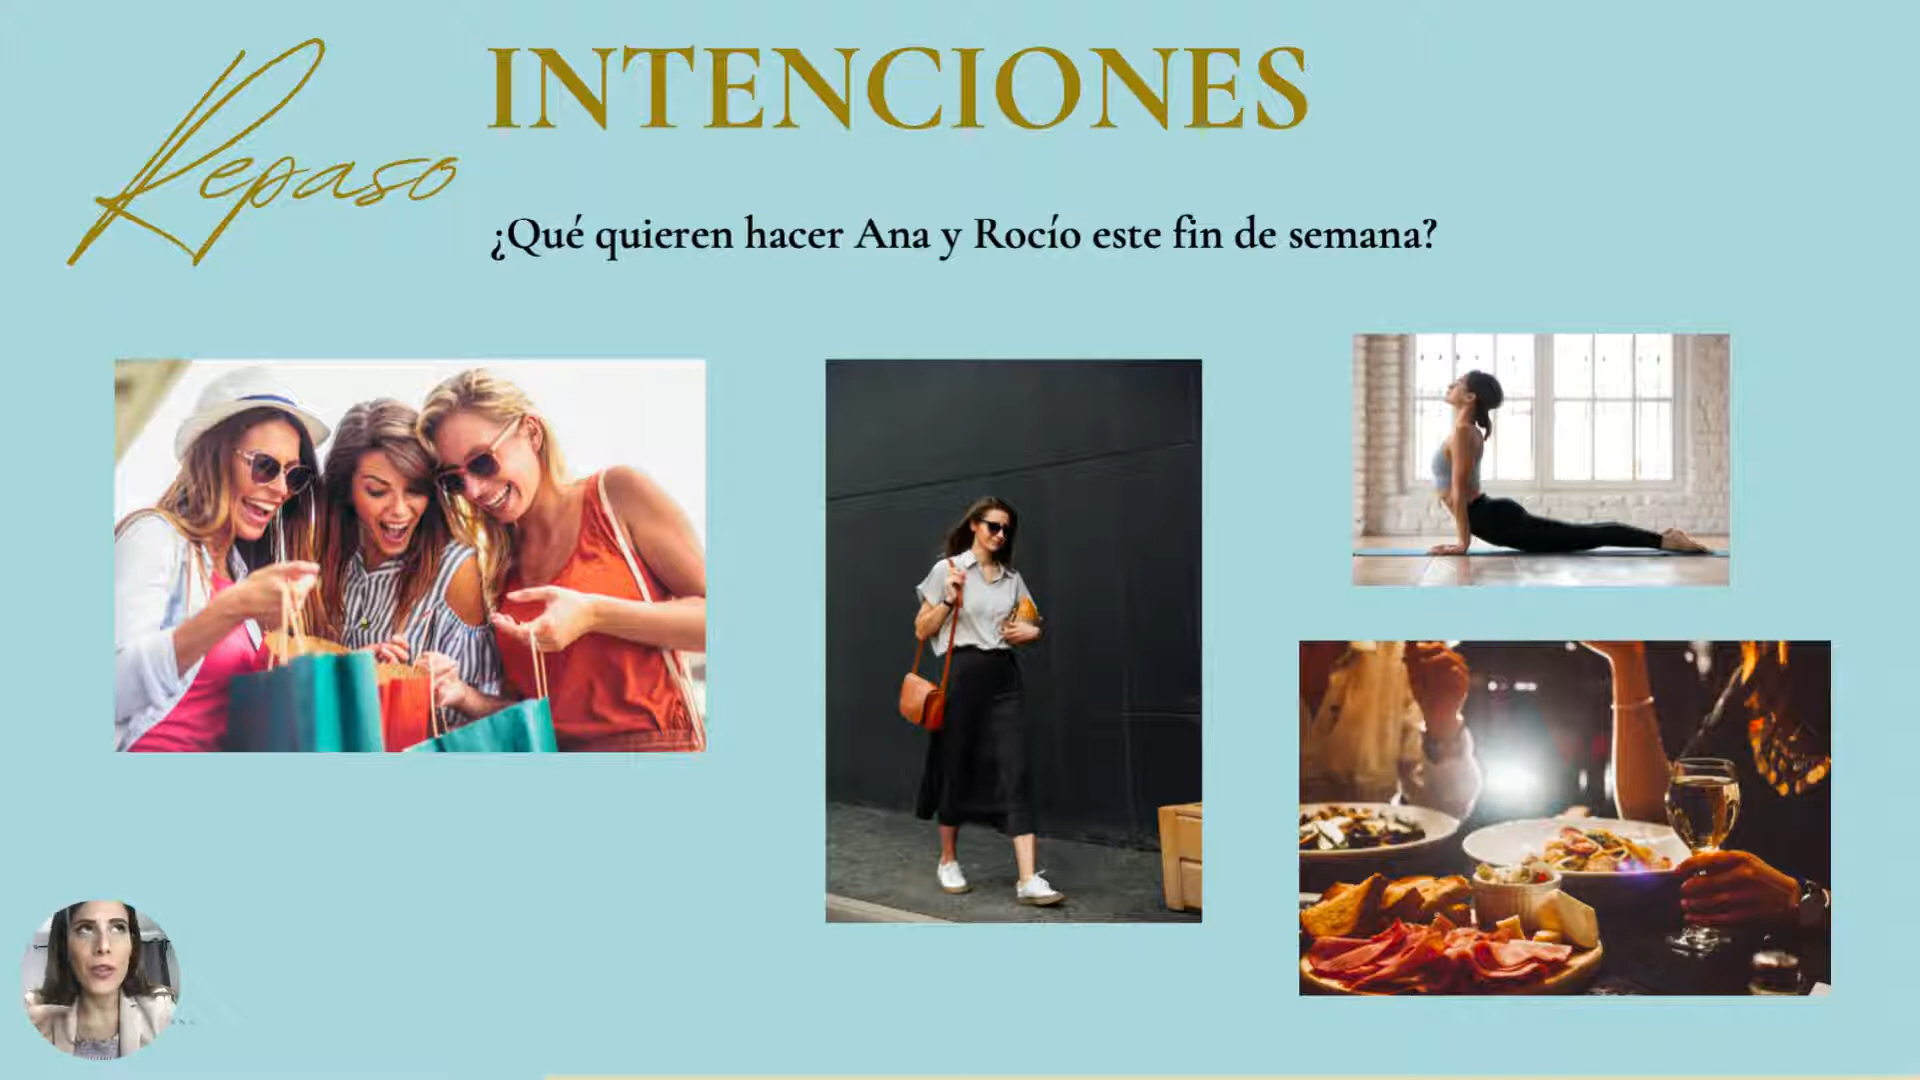 Repaso
INTENCIONES
¿Qué quieren hacer Ana y Rocío este fin de semana?